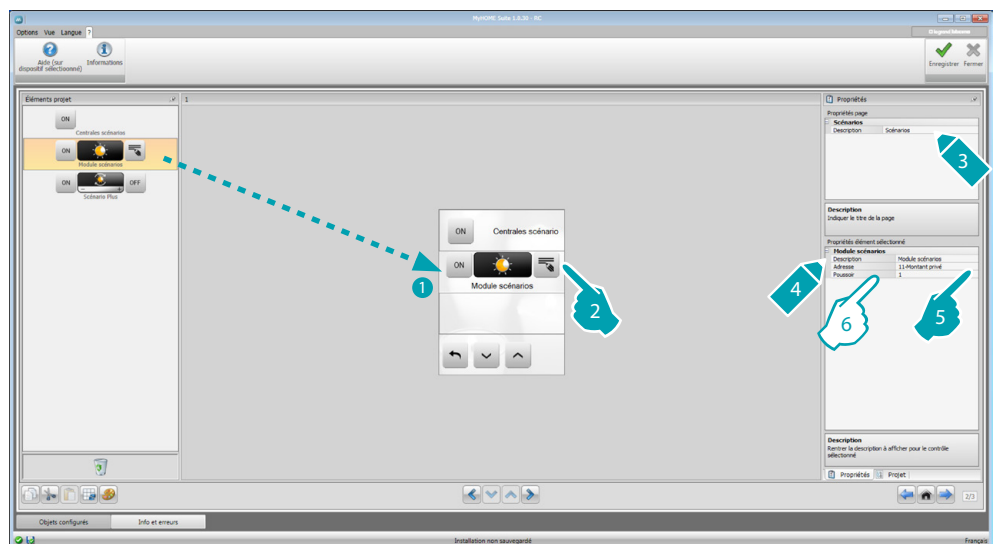 MyHOME Suite 1.0.30 - RC
Options Vue Langue ?
Aide (sur
dispositif sélectionné)
Informations
Enregistrer Fermer
Éléments projet
1
Propriétés
ON
Centrales scénarios
ON
Module scénarios
ON
OFF
Scénario Plus
Propriétés page
Scénarios
Description Scénarios
3
Description
Indiquer le titre de la page
ON Centrales scénario
ON
Module scénarios
1
2
Propriétés élément sélectionné
Module scénarios
Description Module scénarios
Adresse 11-Montant privé
Poussoir 1
4
5
6
Description
Rentrer la description à afficher pour le contrôle
sélectionné
Propriétés Projet
2/3
Objets configurés Info et erreurs
Installation non sauvegardé
Français